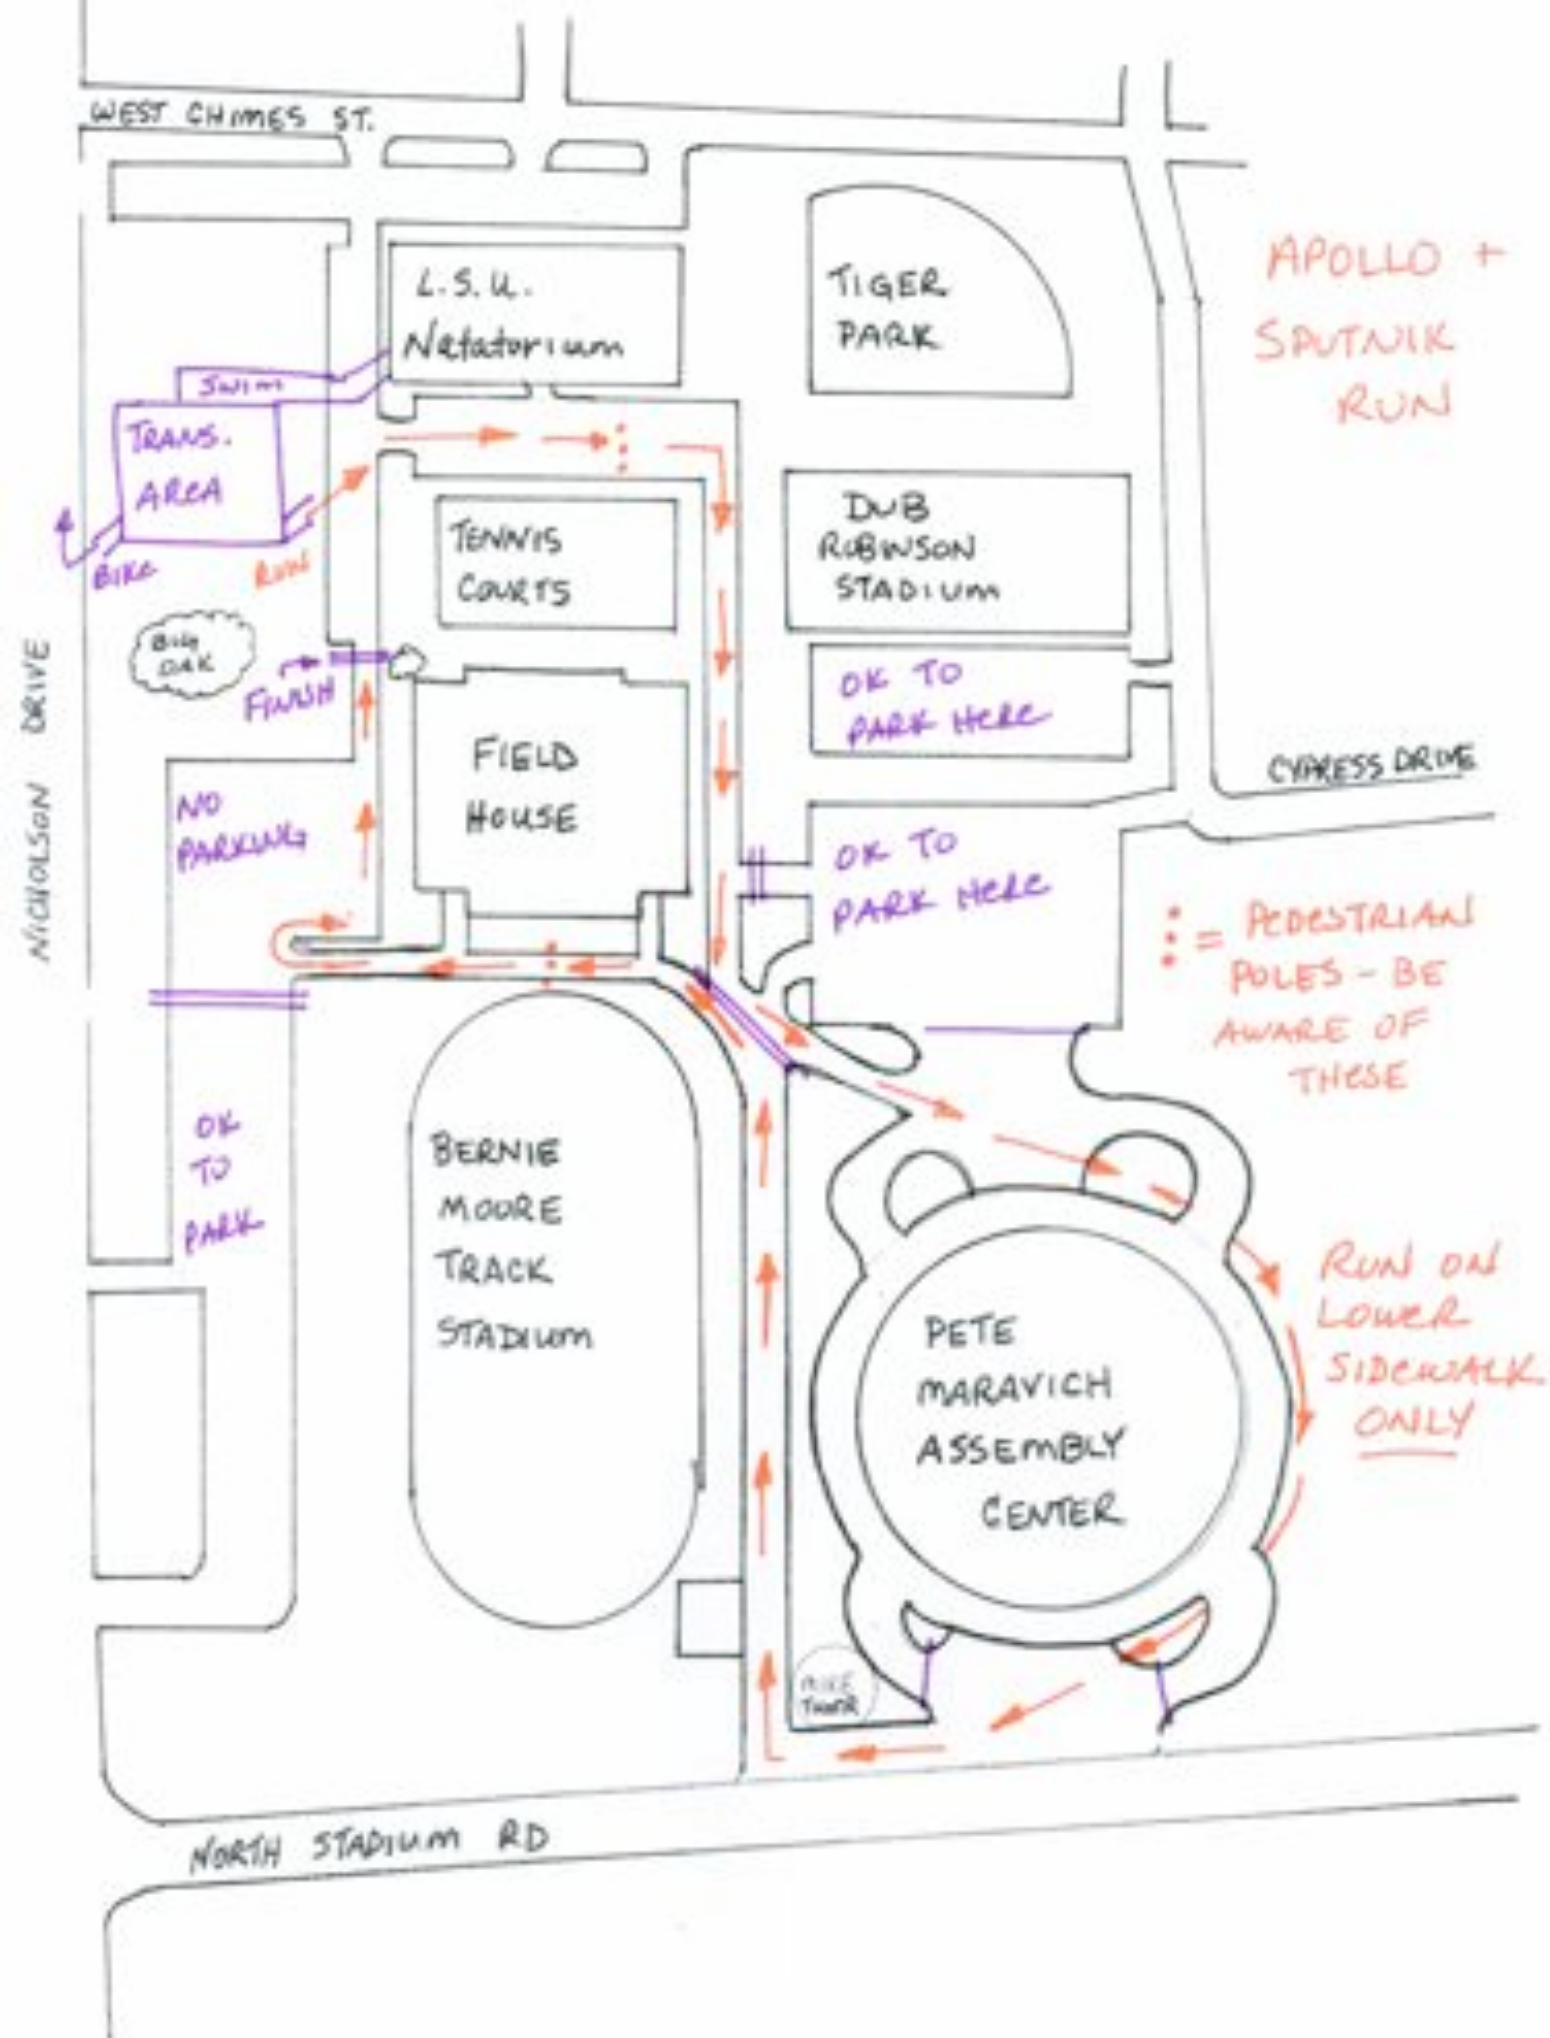 WEST CHIMES ST.
L.S.U.
Natatorium
TIGER
PARK
APOLLO +
SPUTNIK
RUN
SWIM
TRANS.
AREA
BIKE
RUN
TENNIS
COURTS
DUB
ROBINSON
STADIUM
BIG
OAK
FINISH
OK TO
PARK HERE
NICHOLSON DRIVE
FIELD
HOUSE
CYPRESS DRIVE
NO
PARKING
OK TO
PARK HERE
= PEDESTRIAN
POLES - BE
AWARE OF
THESE
OK
TO
PARK
BERNIE
MOORE
TRACK
STADIUM
PETE
MARAVICH
ASSEMBLY
CENTER
RUN ON
LOWER
SIDEWALK
ONLY
MIKE
NORTH STADIUM RD